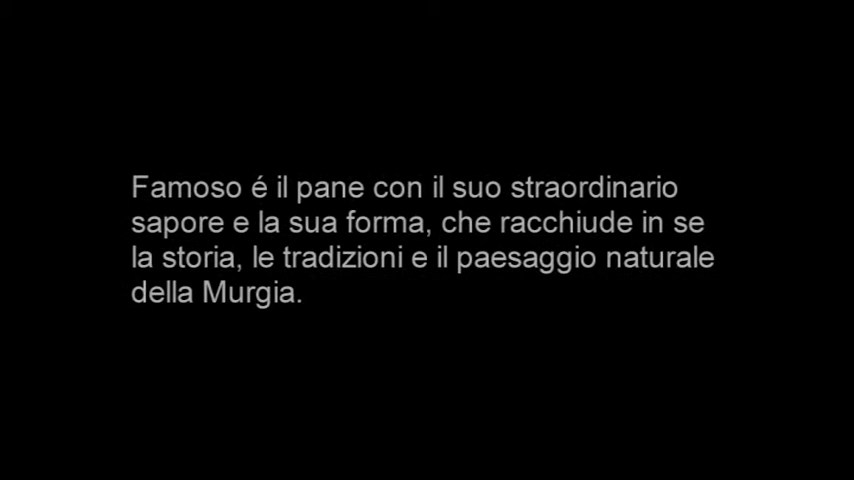 Famoso é il pane con il suo straordinario
sapore e la sua forma, che racchiude in se
la storia, le tradizioni e il paesaggio naturale
della Murgia.